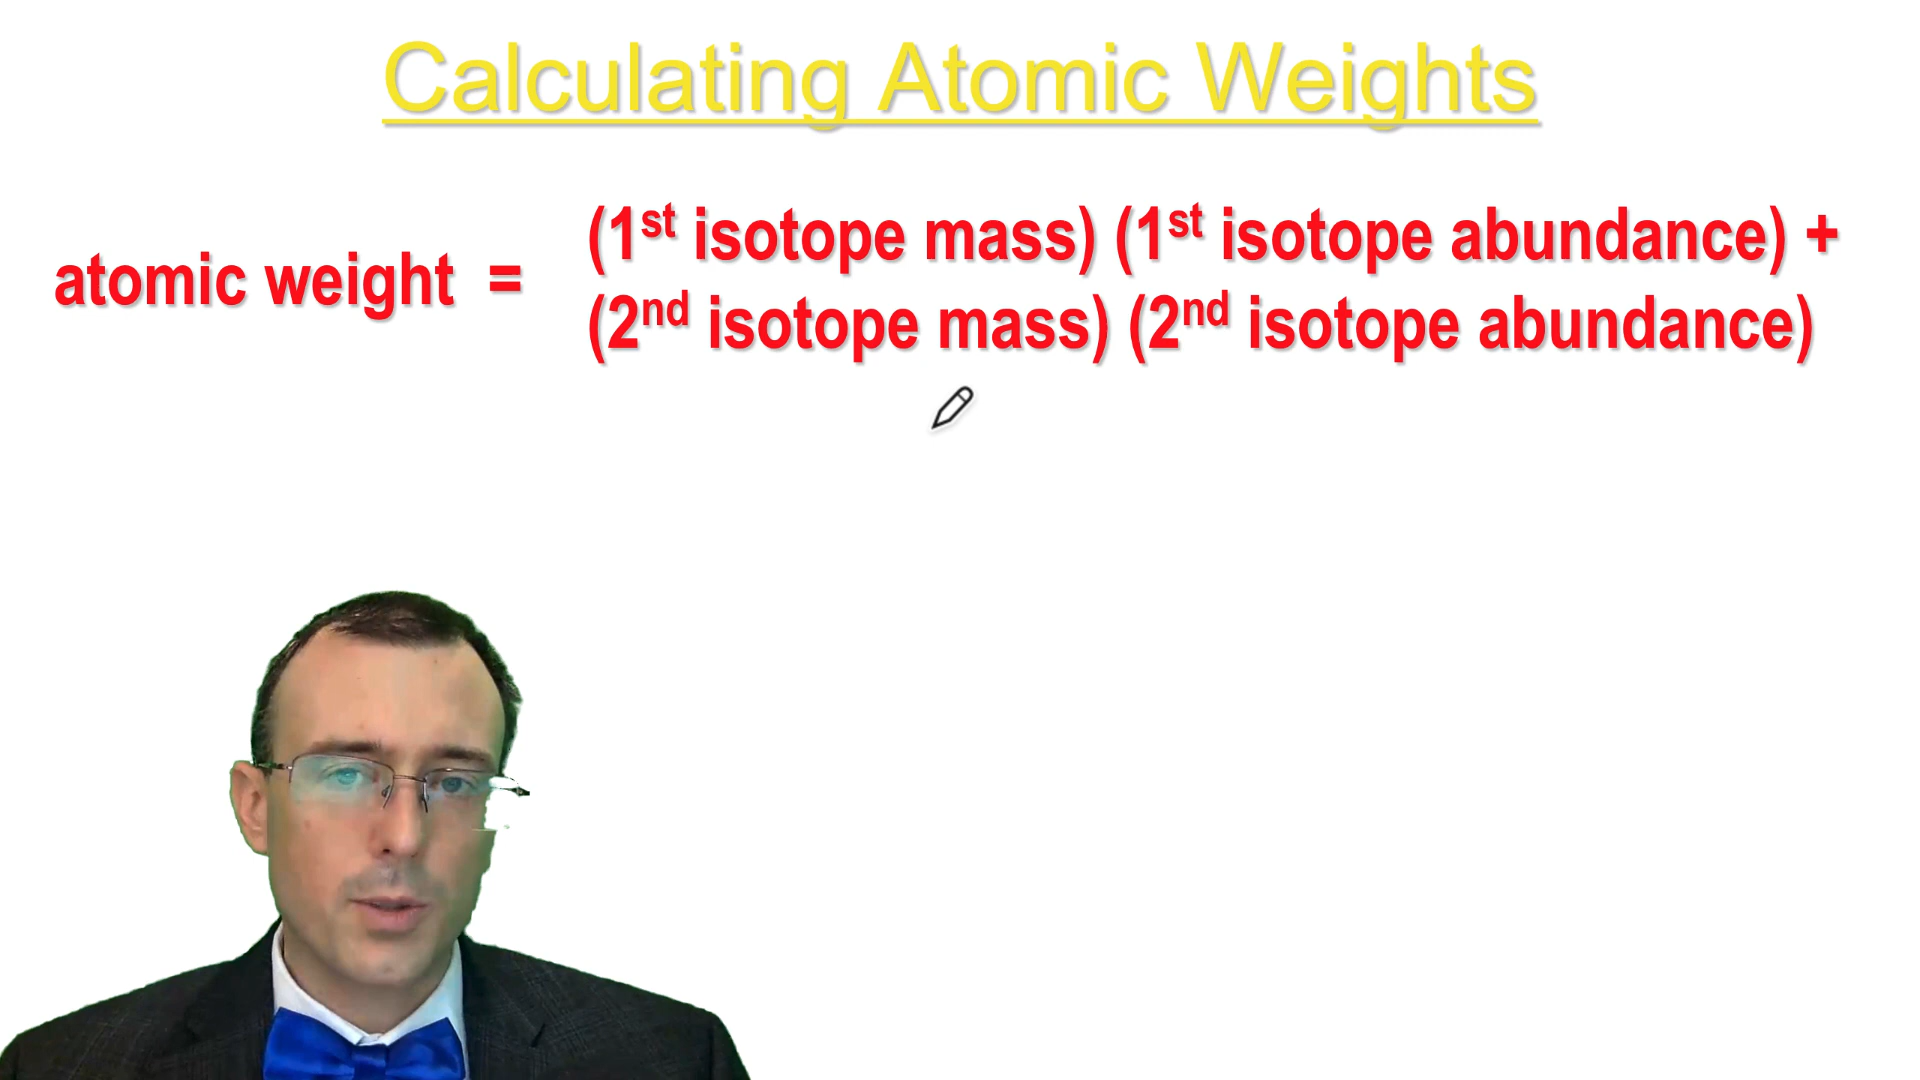 Calculating Atomic Weights
atomic weight =
(1st isotope mass) (1st isotope abundance) +
(2nd isotope mass) (2nd isotope abundance)